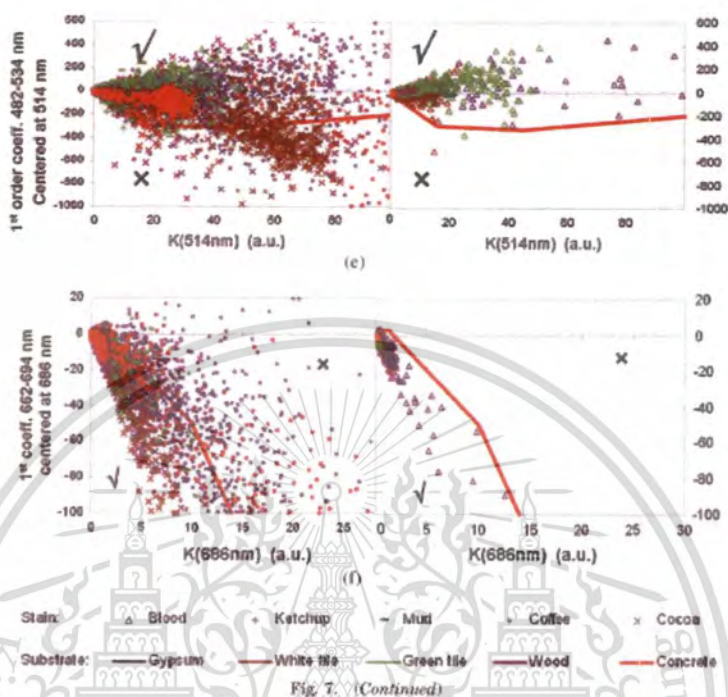 600 600
400 400
200 200
0 0
-200 -200
-400 -400
-600 -600
-800 -800
-1000 -1000
1st order coeff. 482-534 nm
Centered at 514 nm
0 20 40 60 80 20 40 60 80
K(514nm) (a.u.) K(514nm) (a.u.)
(e)
20 20
0 0
-20 -20
-40 -40
-60 -60
-80 -80
-100 -100
1st coeff. 662-694 nm
centered at 686 nm
0 5 10 15 20 25 0 5 10 15 20 25 30
K(686nm) (a.u.) K(686nm) (a.u.)
(f)
Stain: Blood Ketchup Mud Coffee Cocoa
Substrate: Gypsum White tile Green tile Wood Concrete
Fig. 7. (Continued)